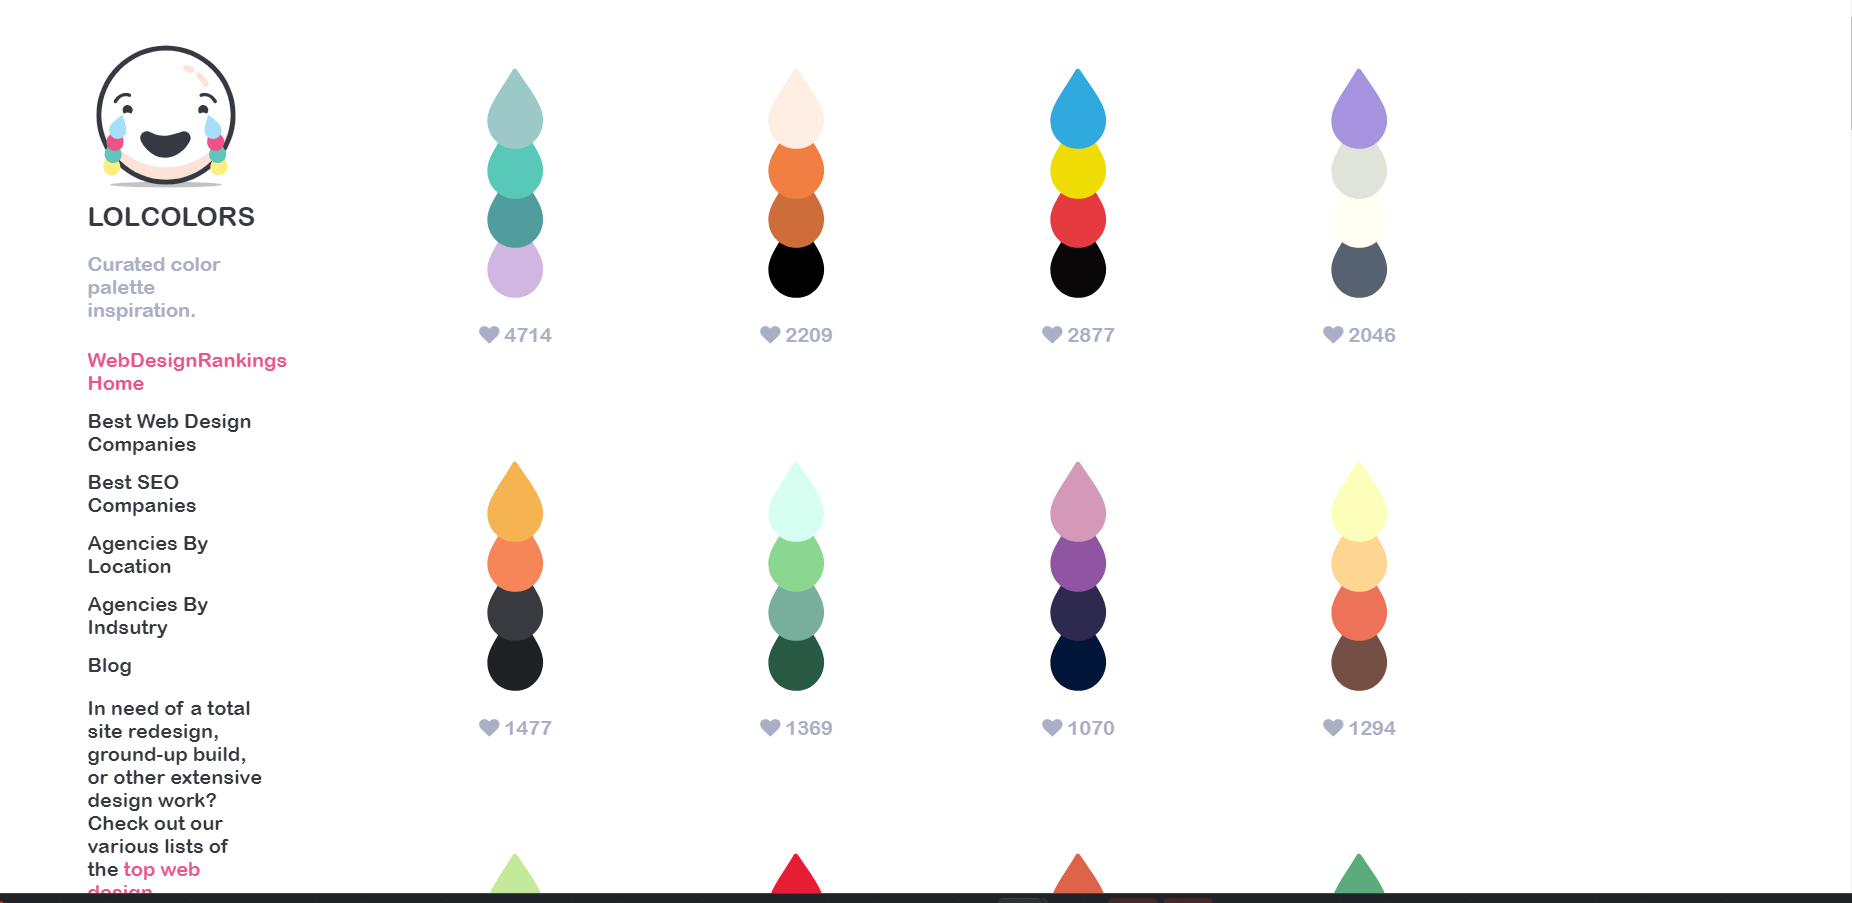 LOLCOLORS
Curated color
palette
inspiration.
WebDesignRankings
Home
Best Web Design
Companies
Best SEO
Companies
Agencies By
Location
Agencies By
Indsutry
Blog
In need of a total
site redesign,
ground-up build,
or other extensive
design work?
Check out our
various lists of
the top web
design
4714
2209
2877
2046
1477
1369
1070
1294